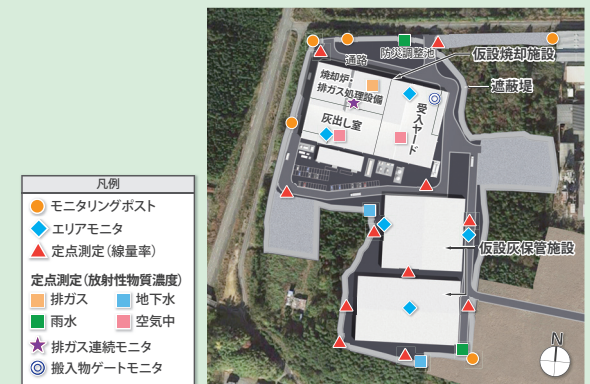 通路
防災調整池
仮設焼却施設
遮蔽堤
焼却炉・
排ガス処理設備
受入ヤード
灰出し室
仮設灰保管施設
凡例
モニタリングポスト
エリアモニタ
定点測定（線量率）
定点測定（放射性物質濃度）
排ガス
地下水
雨水
空気中
排ガス連続モニタ
搬入物ゲートモニタ
N